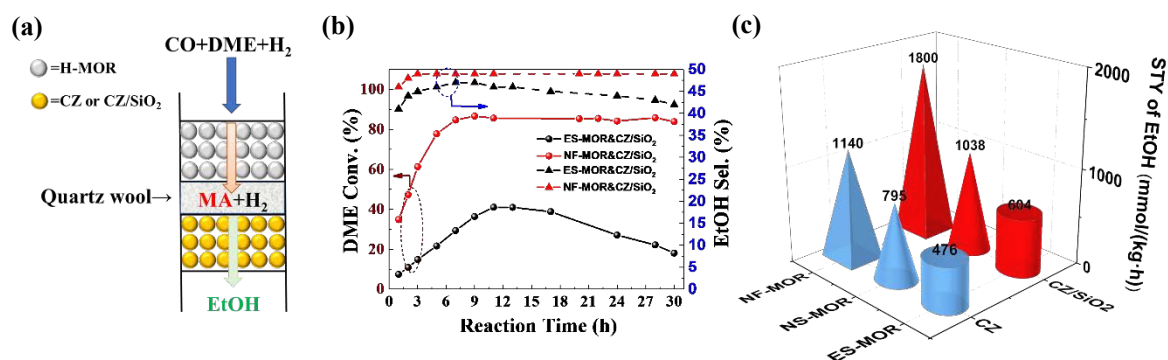 (a)
CO+DME+H₂
=H-MOR
=CZ or CZ/SiO₂
Quartz wool→
MA+H₂
EtOH
(b)
DME Conv. (%)
100
80
60
40
20
0
ES-MOR&CZ/SiO₂
NF-MOR&CZ/SiO₂
ES-MOR&CZ/SiO₂
NF-MOR&CZ/SiO₂
50
45
40
35
30
25
20
15
10
5
0
EtOH Sel. (%)
0 3 6 9 12 15 18 21 24 27 30
Reaction Time (h)
(c)
1800
1140
1038
795
604
476
2000
1000
0
STY of EtOH (mmol/(kg·h))
NF-MOR
NS-MOR
ES-MOR
CZ
CZ/SiO2